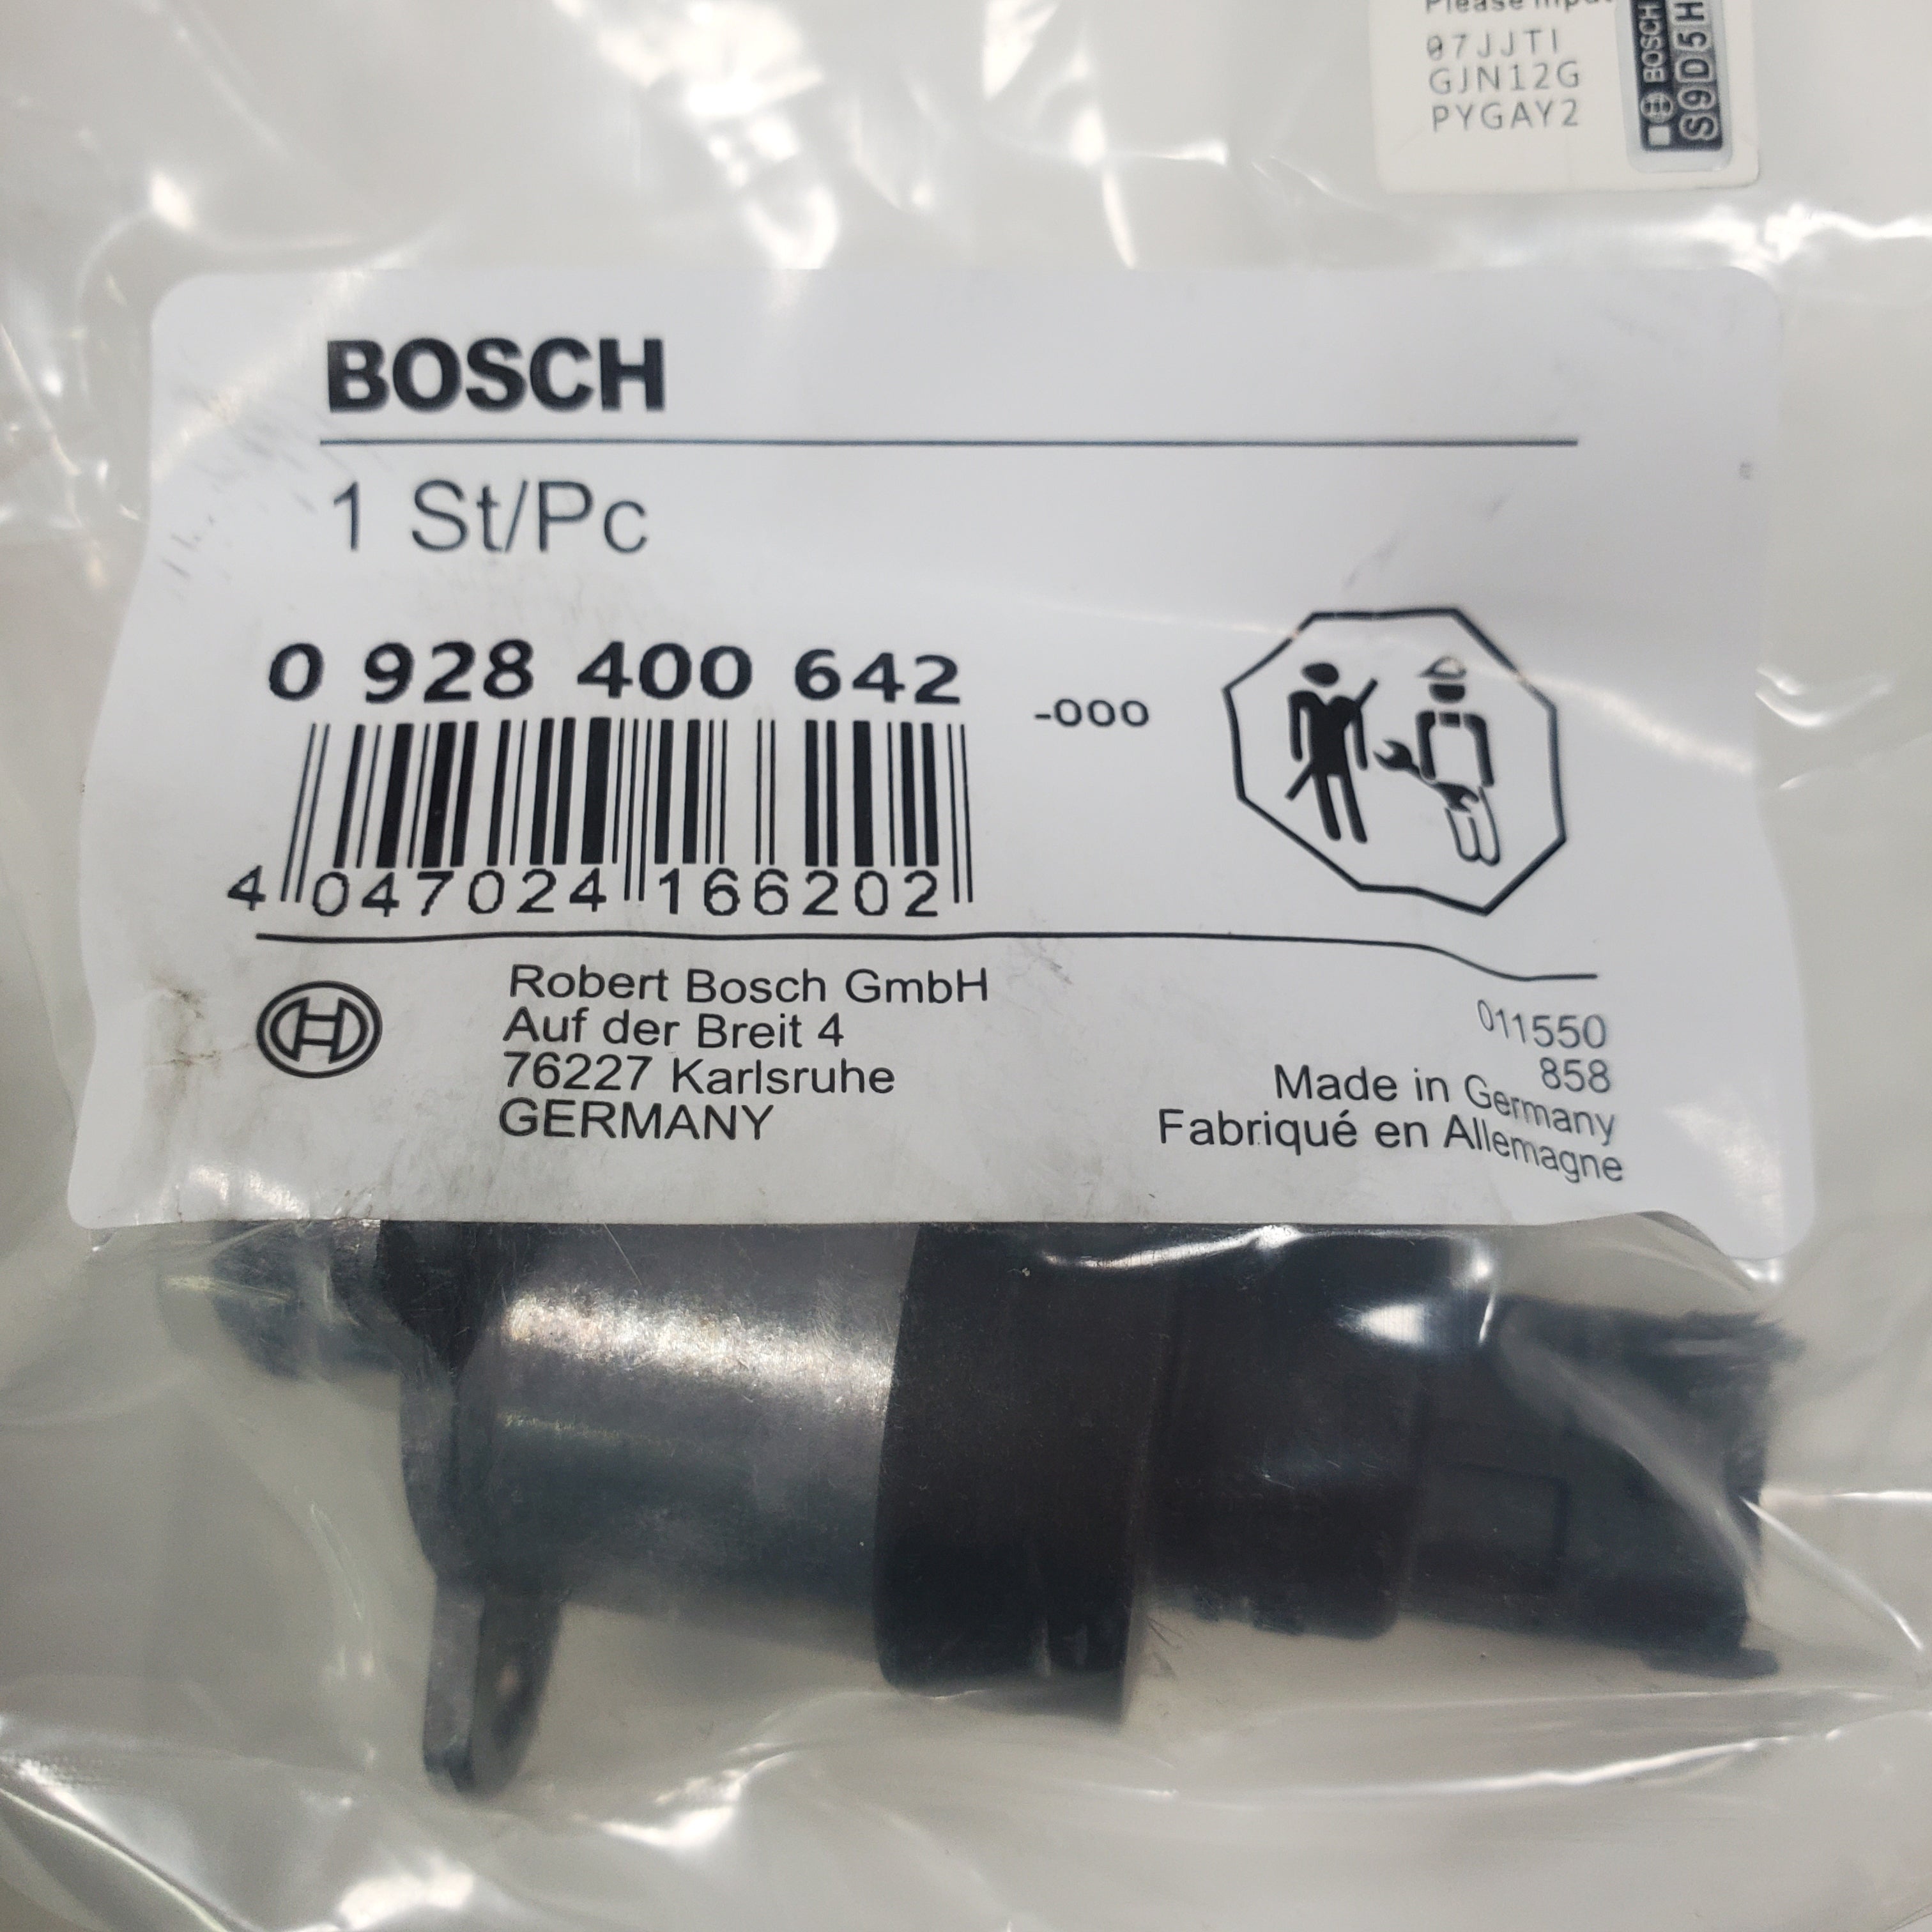 Please
07JJTI
GJN12G
PYGAY2
BOSCH
S9D5H
BOSCH
1 St/Pc
0 928 400 642
-000
4 047024 166202
Robert Bosch GmbH
Auf der Breit 4
76227 Karlsruhe
GERMANY
011550
858
Made in Germany
Fabriqué en Allemagne